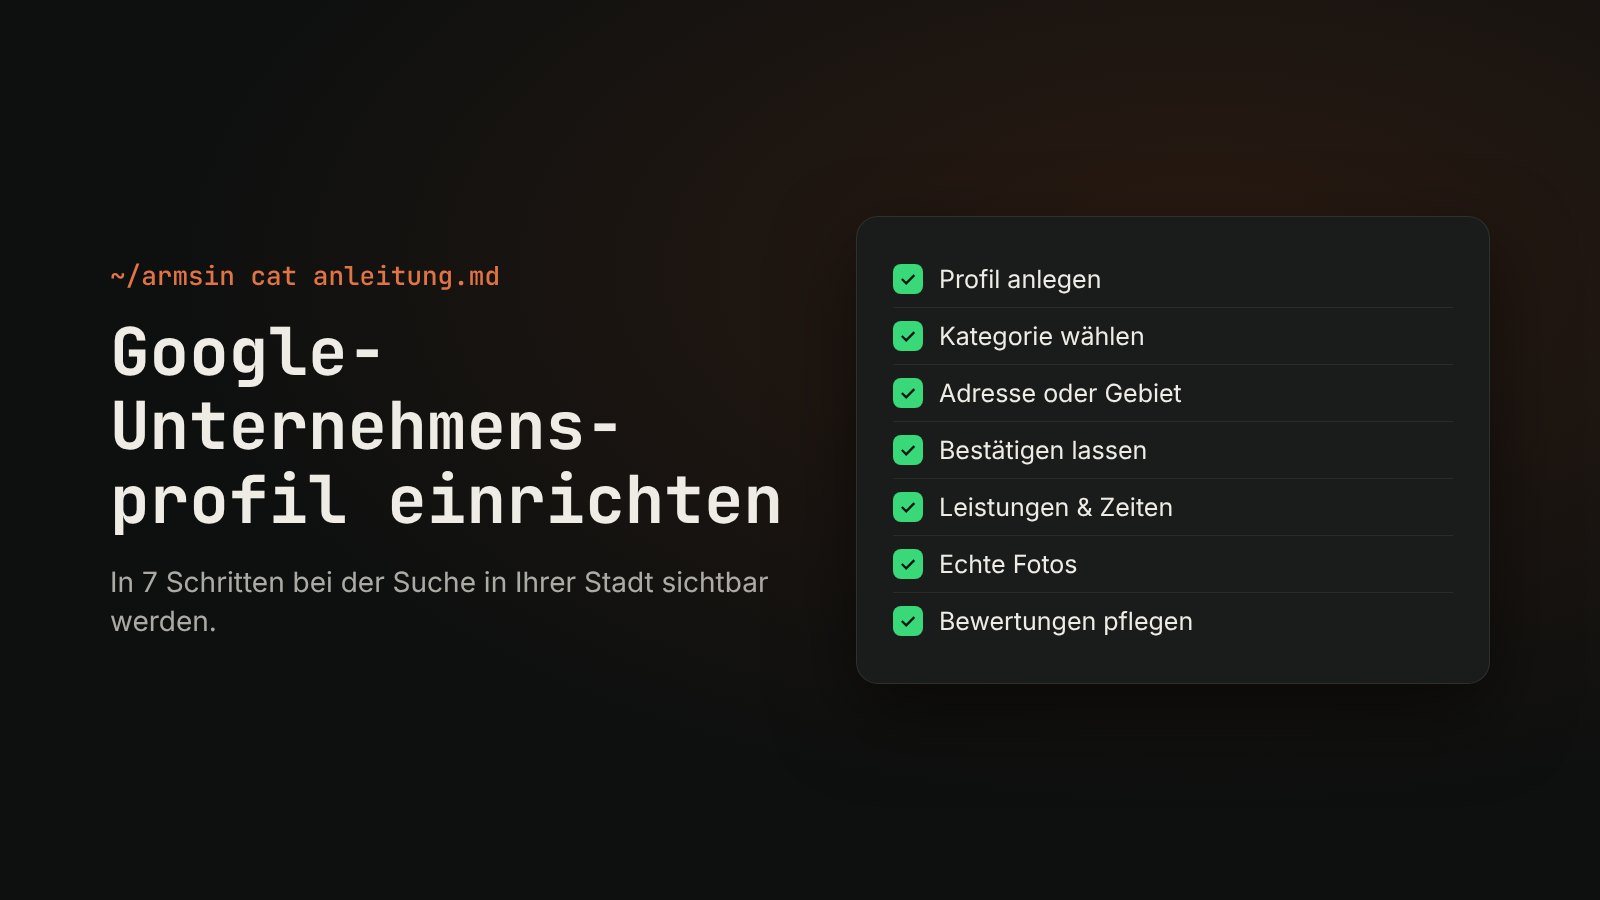 ~/armsin cat anleitung.md
Google-
Unternehmens-
profil einrichten
In 7 Schritten bei der Suche in Ihrer Stadt sichtbar
werden.
Profil anlegen
Kategorie wählen
Adresse oder Gebiet
Bestätigen lassen
Leistungen & Zeiten
Echte Fotos
Bewertungen pflegen